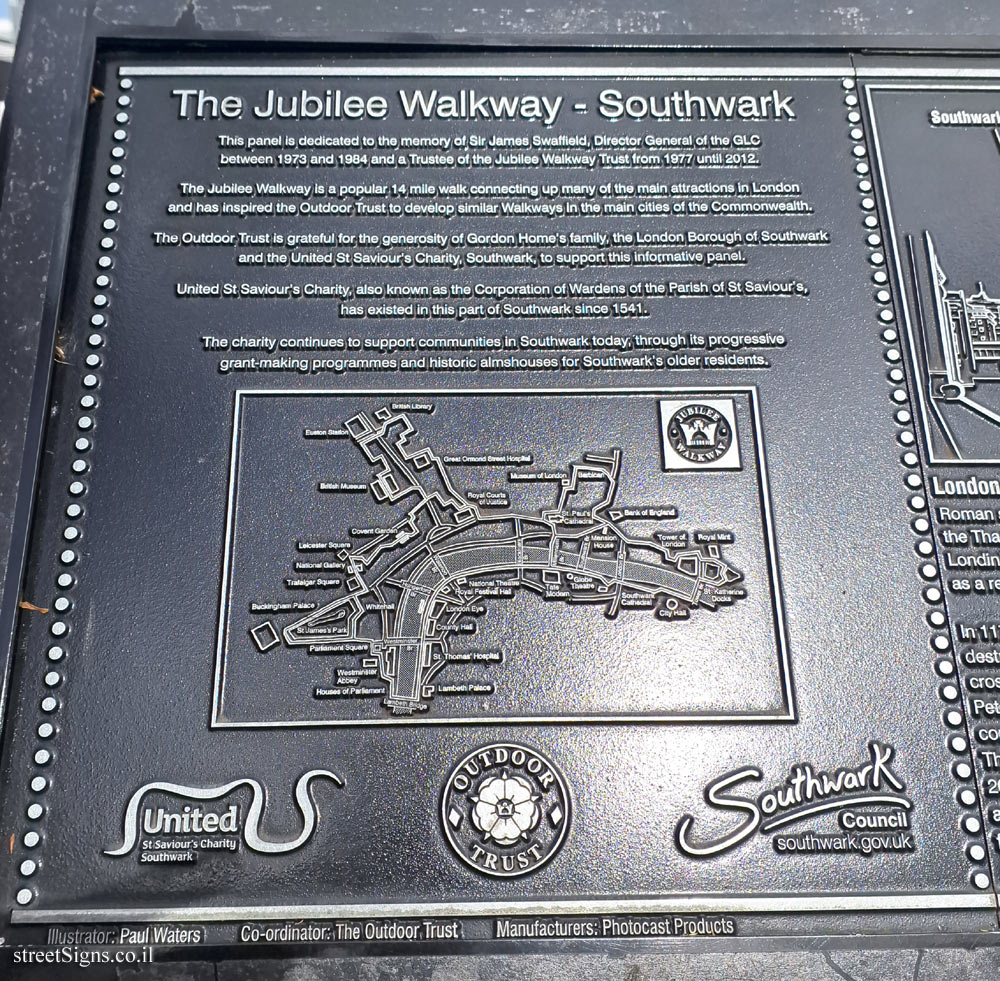 The Jubilee Walkway - Southwark
This panel is dedicated to the memory of Sir James Swaffield, Director General of the GLC
between 1973 and 1984 and a Trustee of the Jubilee Walkway Trust from 1977 until 2012.
The Jubilee Walkway is a popular 14 mile walk connecting up many of the main attractions in London
and has inspired the Outdoor Trust to develop similar Walkways in the main cities of the Commonwealth.
The Outdoor Trust is grateful for the generosity of Gordon Home's family, the London Borough of Southwark
and the United St Saviour's Charity, Southwark, to support this informative panel.
United St Saviour's Charity, also known as the Corporation of Wardens of the Parish of St Saviour's,
has existed in this part of Southwark since 1541.
The charity continues to support communities in Southwark today, through its progressive
grant-making programmes and historic almshouses for Southwark's older residents.
British Library
Euston Station
Great Ormond Street Hospital
British Museum
Royal Courts
of Justice
Museum of London
Barbican
St. Paul's
Cathedral
Bank of England
Covent Garden
Mansion
House
Tower of
London
Royal Mint
Leicester Square
National Gallery
Trafalgar Square
National Theatre
Royal Festival Hall
Tate
Modern
Globe
Theatre
Southwark
Cathedral
City Hall
St. Katherine
Docks
Buckingham Palace
Whitehall
London Eye
County Hall
St James's Park
Westminster
Br
Parliament Square
St. Thomas' Hospital
Westminster
Abbey
Houses of Parliament
Lambeth Palace
Lambeth Bridge
JUBILEE
WALKWAY
United
St Saviour's Charity
Southwark
OUTDOOR
TRUST
Southwark
Council
southwark.gov.uk
Illustrator: Paul Waters
Co-ordinator: The Outdoor Trust
Manufacturers: Photocast Products
Southwark
London
Roman
the Tha
Londin
as a re
In 11
dest
cros
Pet
co
Th
2
a
streetSigns.co.il